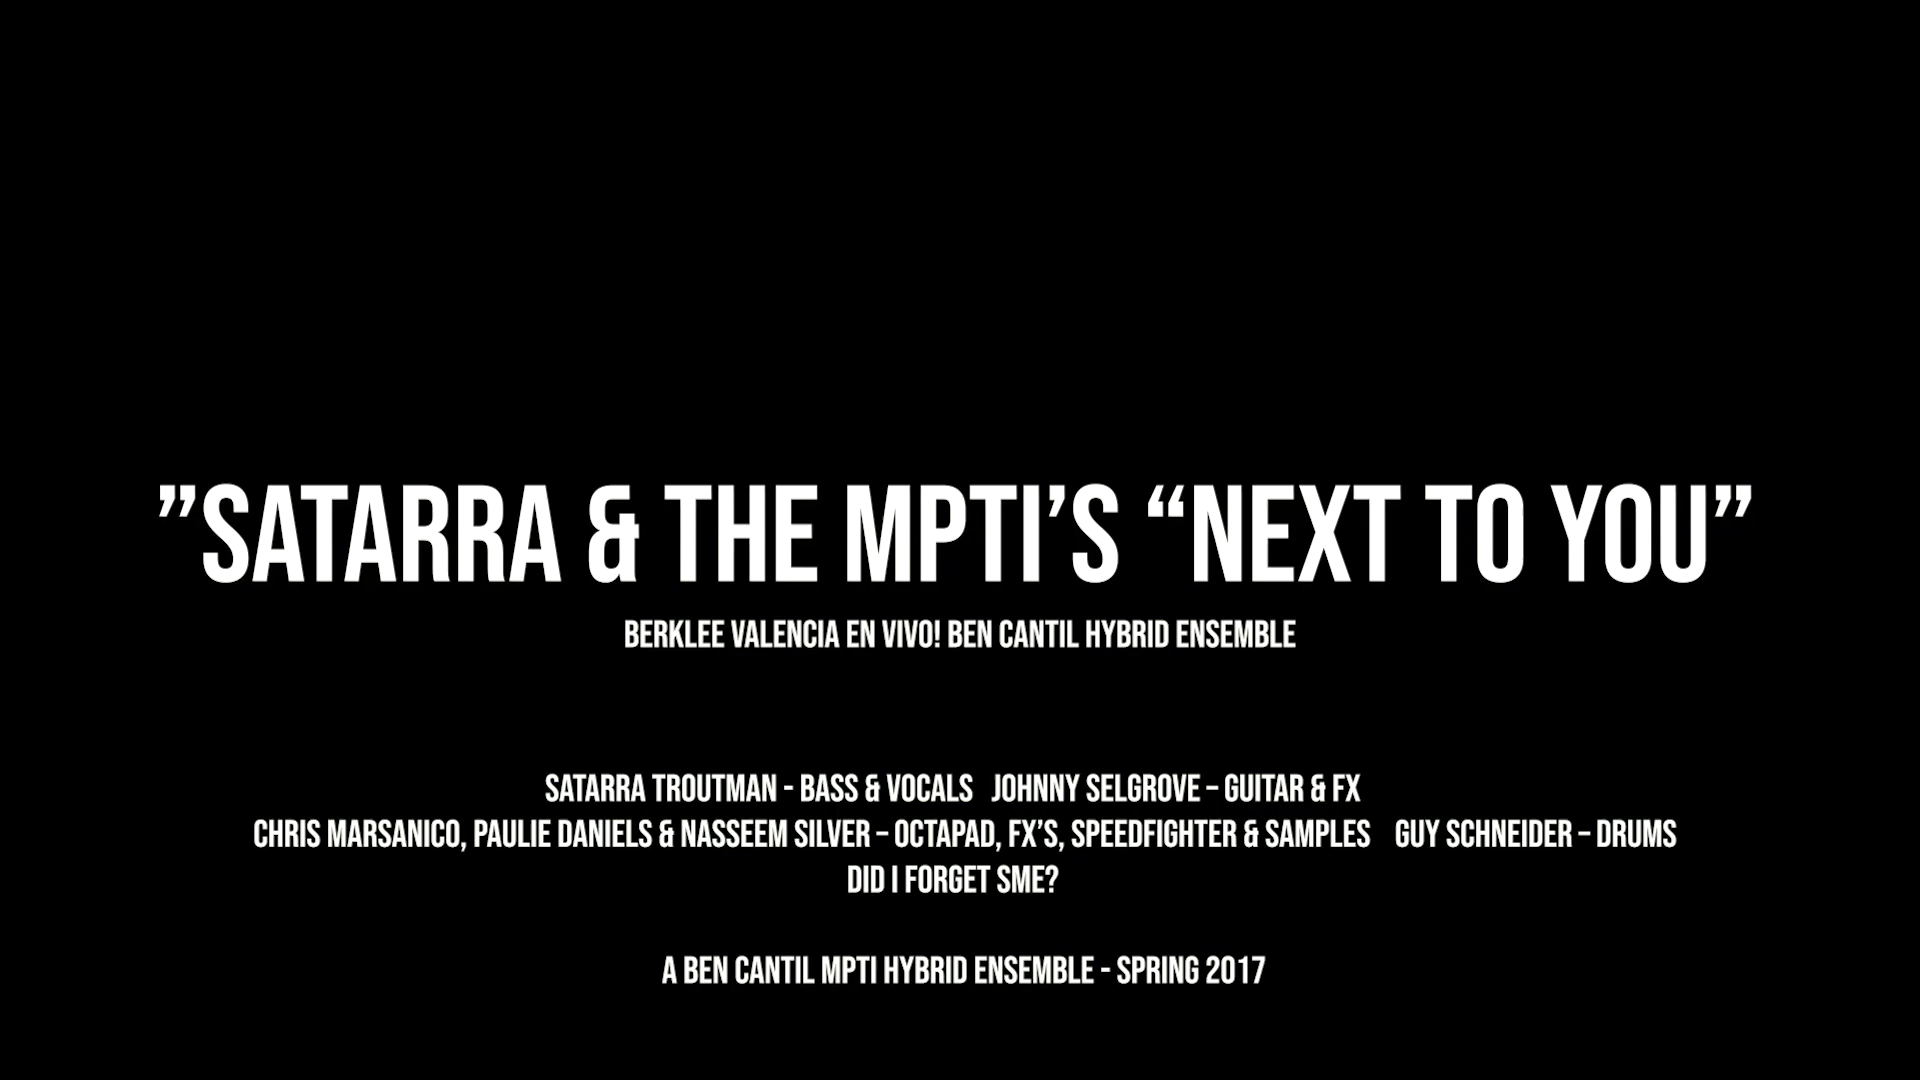 ”SATARRA & THE MPTI’S “NEXT TO YOU”
BERKLEE VALENCIA EN VIVO! BEN CANTIL HYBRID ENSEMBLE
SATARRA TROUTMAN - BASS & VOCALS JOHNNY SELGROVE – GUITAR & FX
CHRIS MARSANICO, PAULIE DANIELS & NASSEEM SILVER – OCTAPAD, FX’S, SPEEDFIGHTER & SAMPLES GUY SCHNEIDER – DRUMS
DID I FORGET SME?
A BEN CANTIL MPTI HYBRID ENSEMBLE - SPRING 2017